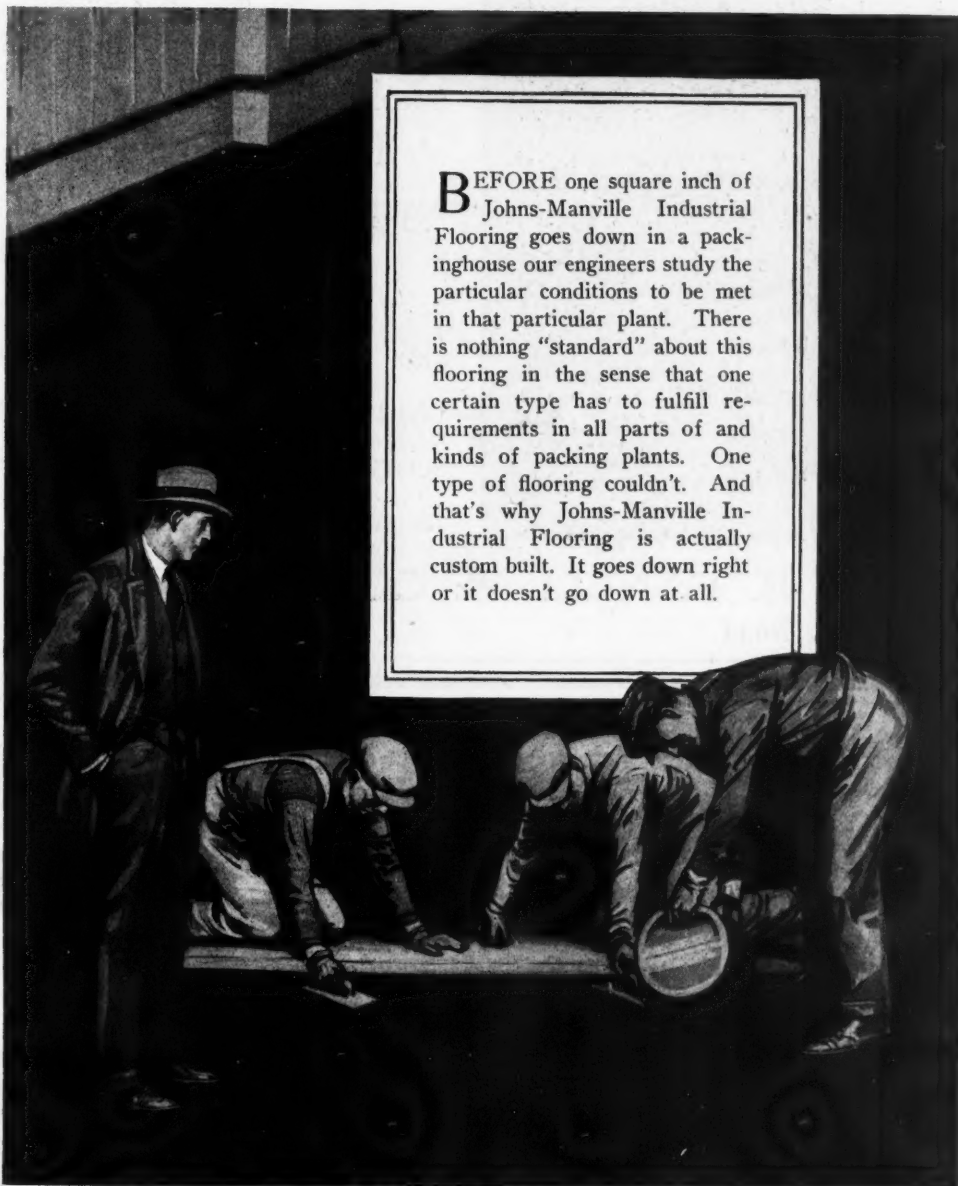 BEFORE one square inch of
Johns-Manville Industrial
Flooring goes down in a pack-
inghouse our engineers study the
particular conditions to be met
in that particular plant. There
is nothing “standard” about this
flooring in the sense that one
certain type has to fulfill re-
quirements in all parts of and
kinds of packing plants. One
type of flooring couldn't. And
that's why Johns-Manville In-
dustrial Flooring is actually
custom built. It goes down right
or it doesn't go down at all.